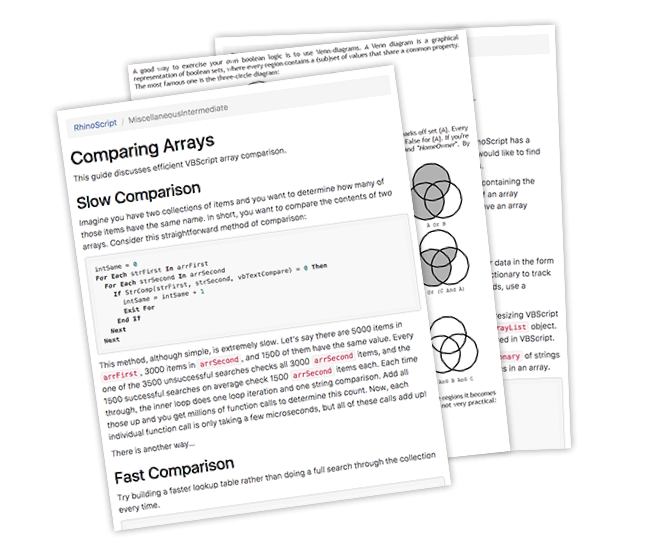 RhinoScript / MiscellaneousIntermediate
Comparing Arrays
This guide discusses efficient VBScript array comparison.
Slow Comparison
Imagine you have two collections of items and you want to determine how many of
those items have the same name. In short, you want to compare the contents of two
arrays. Consider this straightforward method of comparison:
intSame = 0
For Each strFirst In arrFirst
For Each strSecond In arrSecond
If StrComp(strFirst, strSecond, vbTextCompare) = 0 Then
intSame = intSame + 1
Exit For
End If
Next
Next
This method, although simple, is extremely slow. Let's say there are 5000 items in
arrFirst, 3000 items in arrSecond, and 1500 of them have the same value. Every
one of the 3500 unsuccessful searches checks all 3000 arrSecond items, and the
1500 successful searches on average check 1500 arrSecond items each. Each time
through, the inner loop does one loop iteration and one string comparison. Add all
those up and you get millions of function calls to determine this count. Now, each
individual function call is only taking a few microseconds, but all of these calls add up!
There is another way...
Fast Comparison
Try building a faster lookup table rather than doing a full search through the collection
every time.
A good way to exercise your own boolean logic is to use Venn-diagrams. A Venn diagram is a graphical
representation of boolean sets, where every region contains a (sub)set of values that share a common property.
The most famous one is the three-circle diagram:
marks off set {A}. Every
False for {A}. If you're
and "HomeOwner". By
A Or B
Or (C And A)
And B And C
regions it becomes
not very practical:
noScript has a
would like to find
containing the
of an array
ve an array
r data in the form
ctionary to track
ds, use a
resizing VBScript
rayList object,
ed in VBScript.
onary of strings
s in an array.